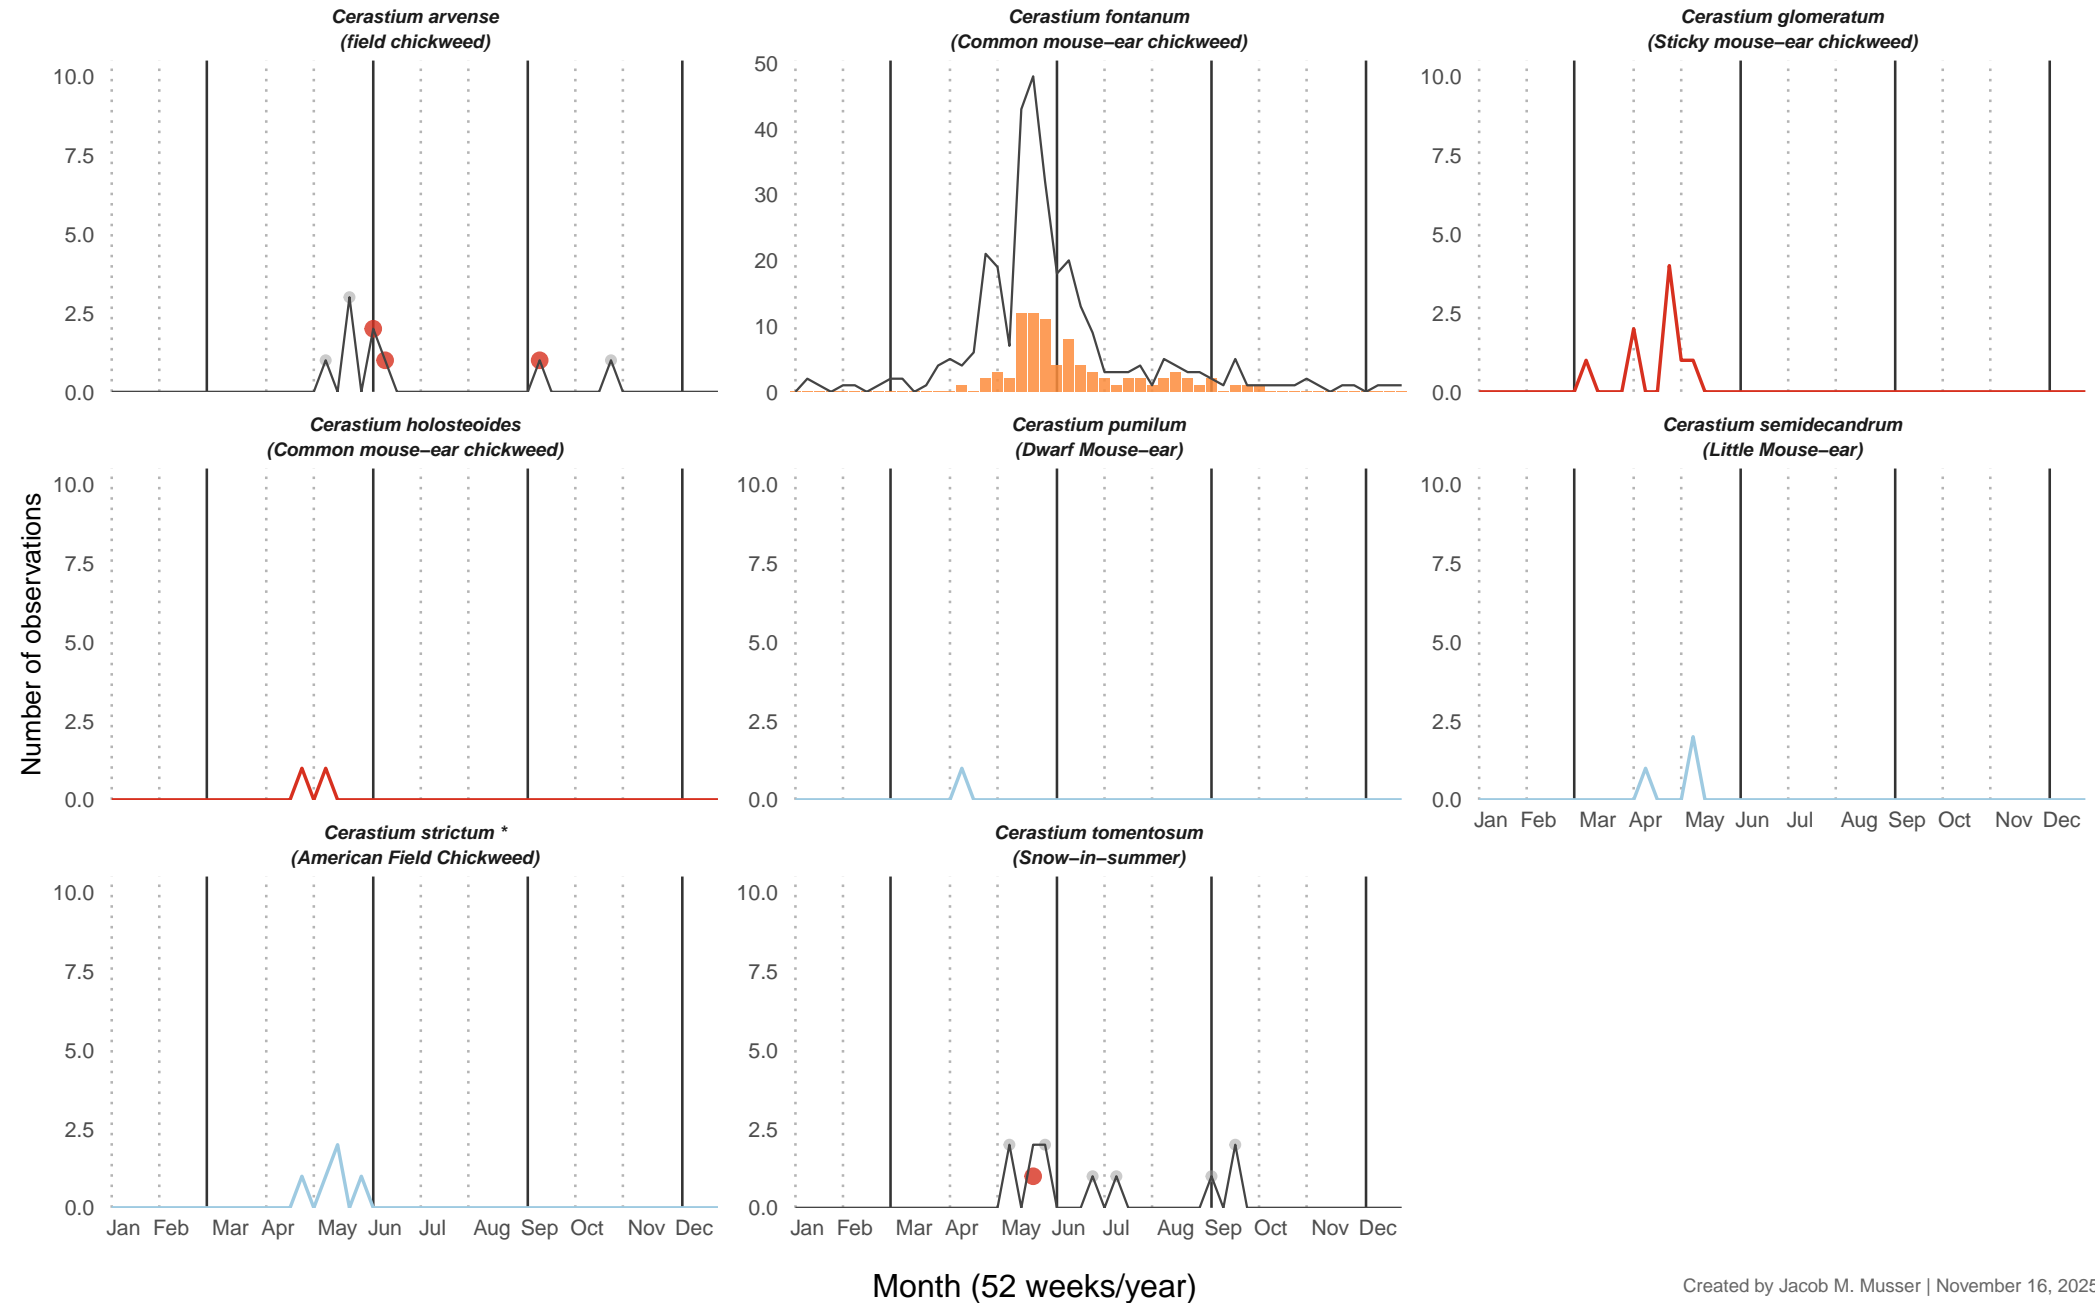 Cerastium arvense
(field chickweed)
Cerastium fontanum
(Common mouse−ear chickweed)
Cerastium glomeratum
(Sticky mouse−ear chickweed)
10.0
7.5
5.0
2.5
0.0
50
40
30
20
10
0
10.0
7.5
5.0
2.5
0.0
Cerastium holosteoides
(Common mouse−ear chickweed)
Cerastium pumilum
(Dwarf Mouse−ear)
Cerastium semidecandrum
(Little Mouse−ear)
Number of observations
10.0
7.5
5.0
2.5
0.0
10.0
7.5
5.0
2.5
0.0
10.0
7.5
5.0
2.5
0.0
Jan Feb Mar Apr May Jun Jul Aug Sep Oct Nov Dec
Cerastium strictum *
(American Field Chickweed)
Cerastium tomentosum
(Snow−in−summer)
10.0
7.5
5.0
2.5
0.0
Jan Feb Mar Apr May Jun Jul Aug Sep Oct Nov Dec
10.0
7.5
5.0
2.5
0.0
Jan Feb Mar Apr May Jun Jul Aug Sep Oct Nov Dec
Month (52 weeks/year)
Created by Jacob M. Musser | November 16, 2025